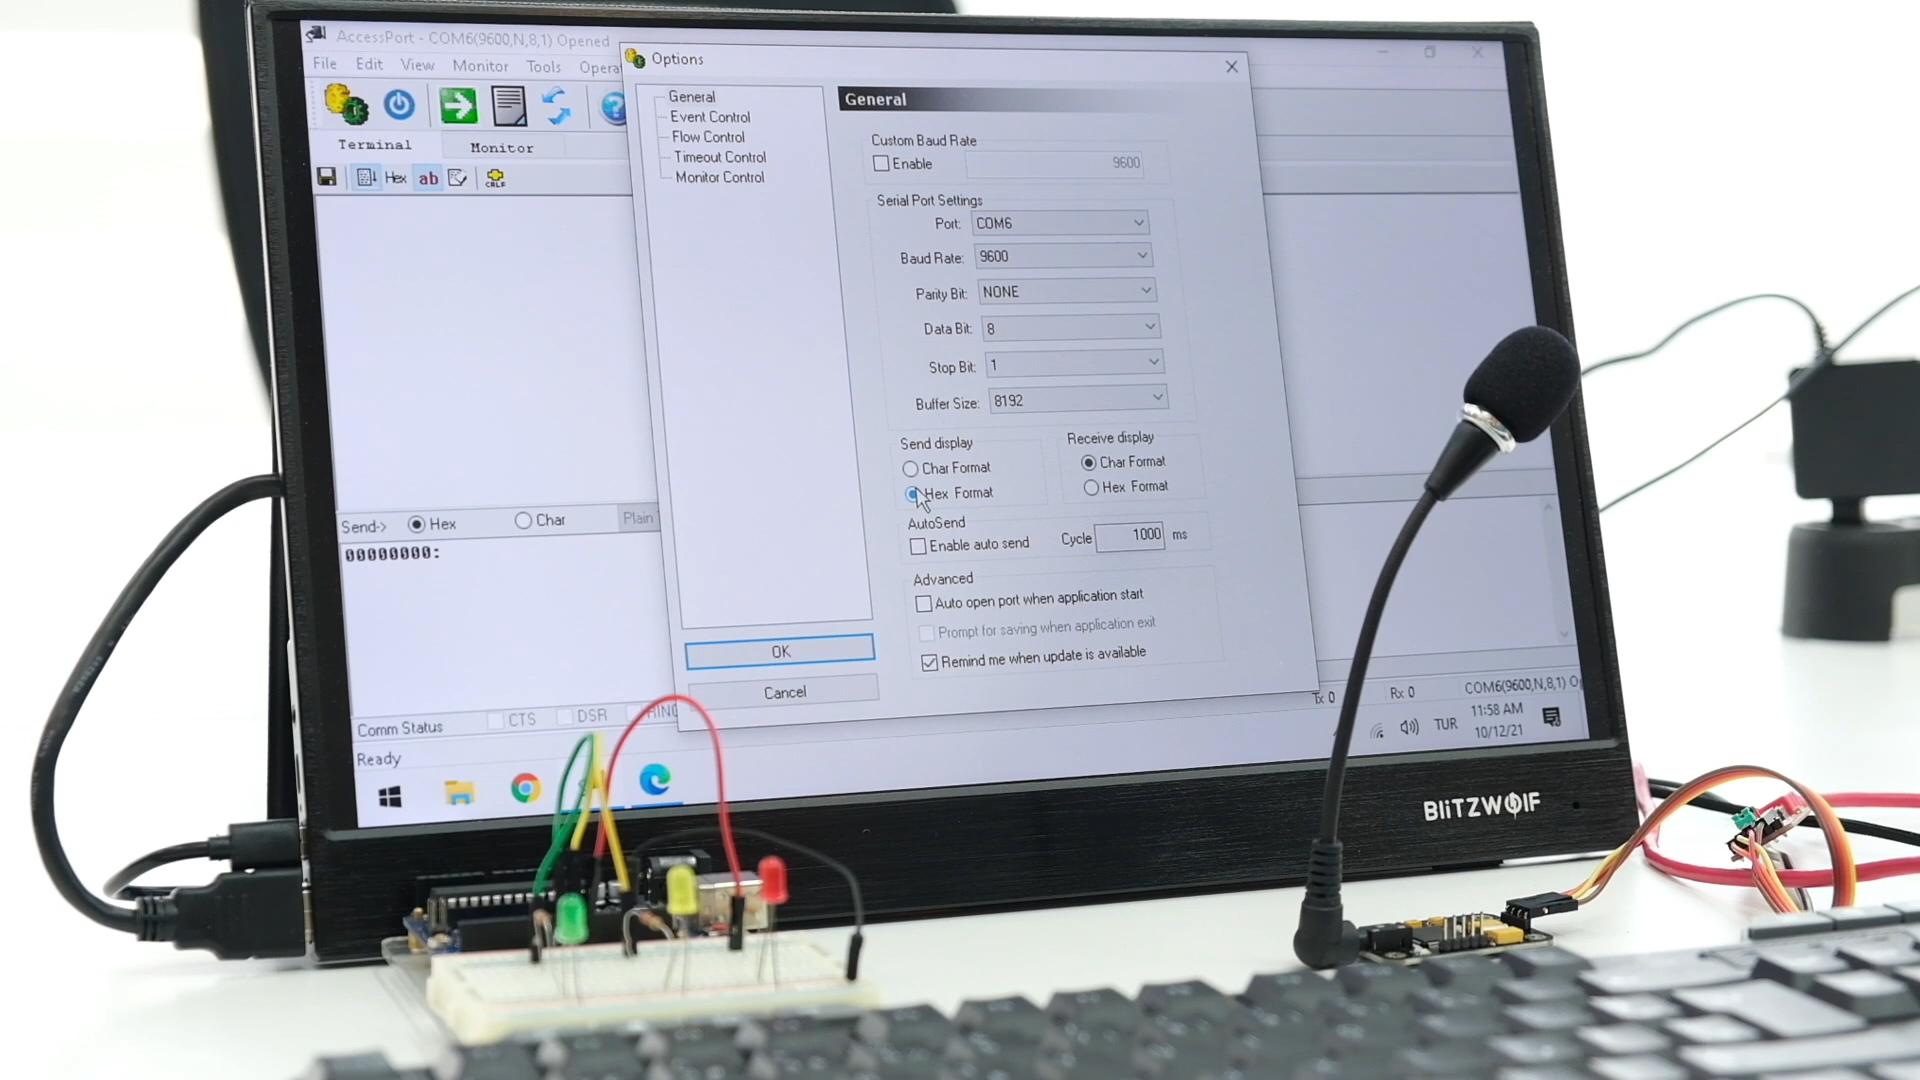 AccessPort - COM6(9600,N,8,1) Opened
File Edit View Monitor Tools Opera
Terminal Monitor
Hex ab CRLF
Options
General
Event Control
Flow Control
Timeout Control
Monitor Control
OK
Cancel
General
Custom Baud Rate
Enable 9600
Serial Port Settings
Port: COM6
Baud Rate: 9600
Parity Bit: NONE
Data Bit: 8
Stop Bit: 1
Buffer Size: 8192
Send display
Char Format
Hex Format
Receive display
Char Format
Hex Format
AutoSend
Enable auto send Cycle 1000 ms
Advanced
Auto open port when application start
Prompt for saving when application exit
Remind me when update is available
Send-> Hex Char Plain
00000000:
Comm Status CTS DSR RING
Ready
Tx 0 Rx 0 COM6(9600,N,8,1) Op
TUR
11:58 AM
10/12/21
BLiTZWOLF